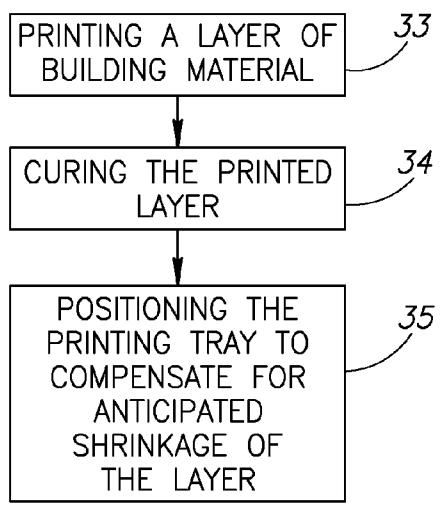 PRINTING A LAYER OF
BUILDING MATERIAL
33
CURING THE PRINTED
LAYER
34
POSITIONING THE
PRINTING TRAY TO
COMPENSATE FOR
ANTICIPATED
SHRINKAGE OF
THE LAYER
35